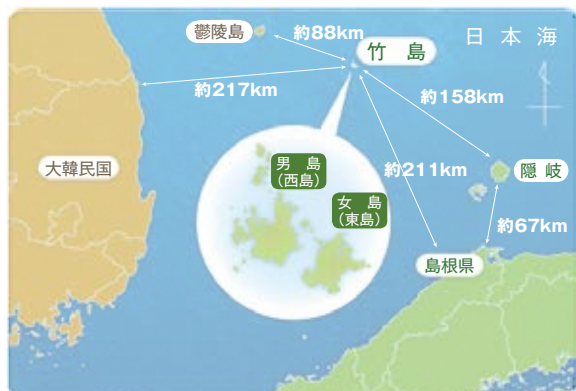 鬱陵島
約88km
竹島
日本海
約217km
約158km
大韓民国
男島
(西島)
約211km
隠岐
女島
(東島)
約67km
島根県